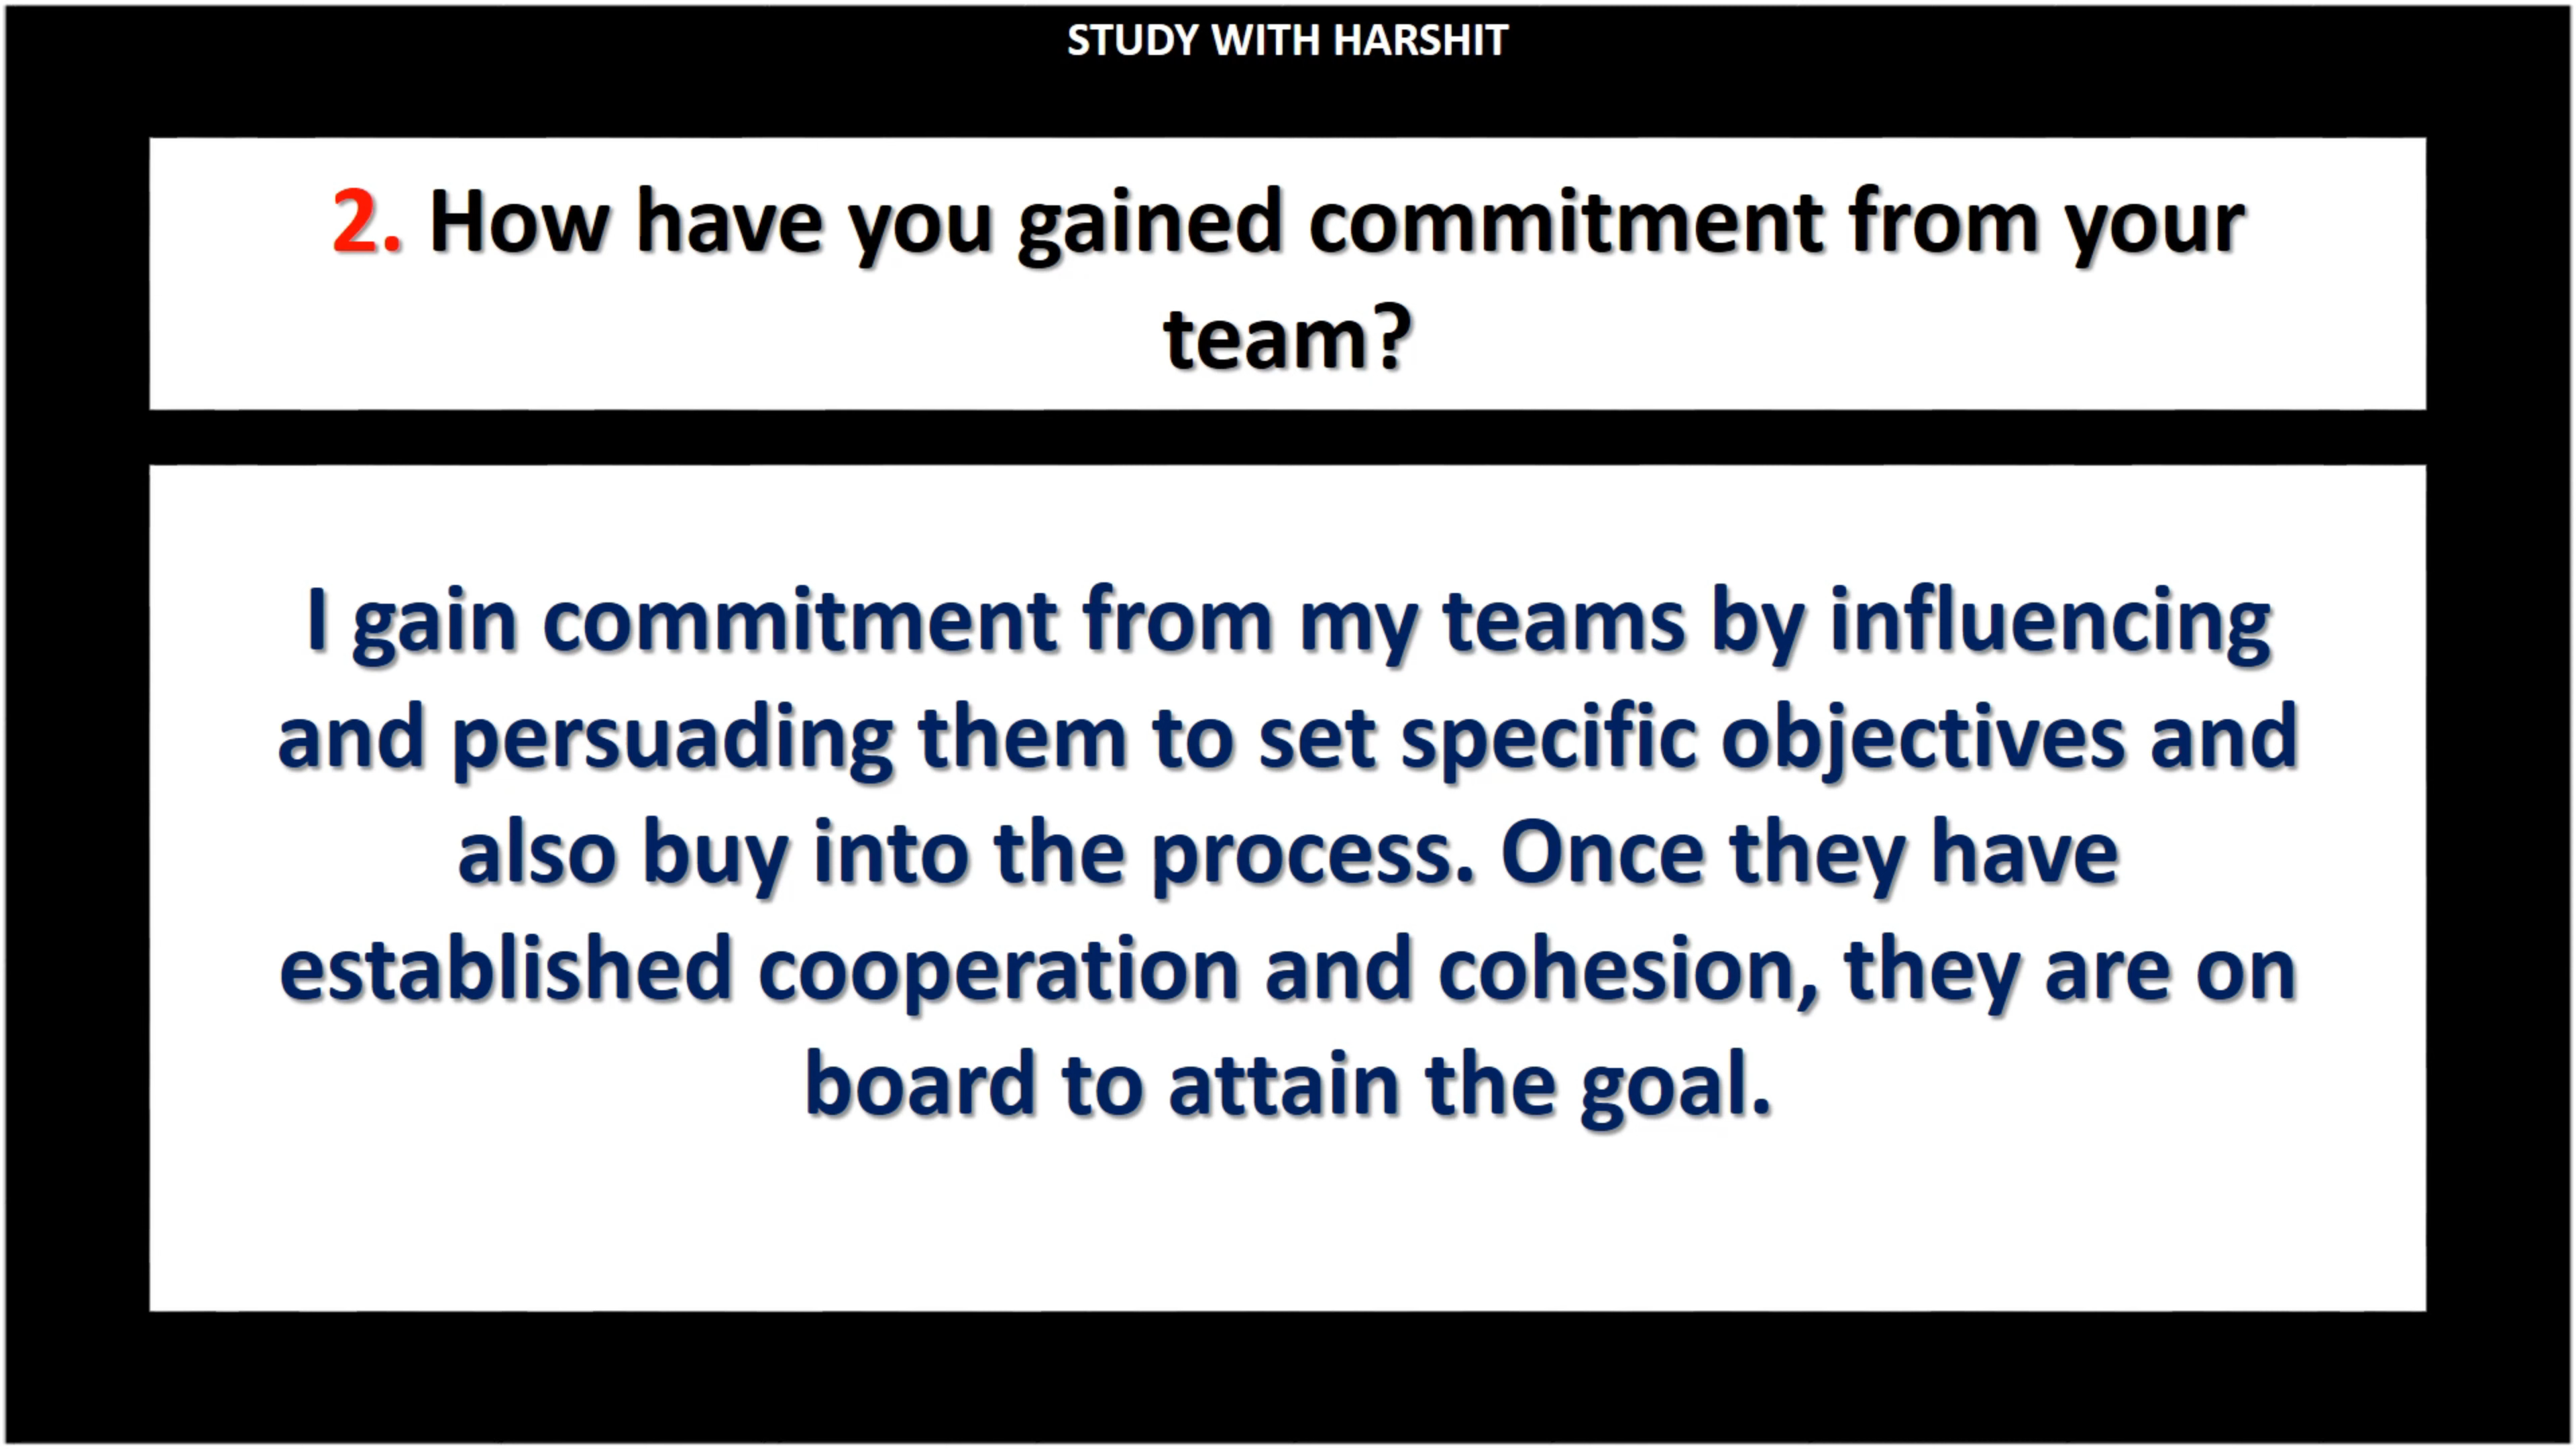 STUDY WITH HARSHIT
2. How have you gained commitment from your
team?
I gain commitment from my teams by influencing
and persuading them to set specific objectives and
also buy into the process. Once they have
established cooperation and cohesion, they are on
board to attain the goal.